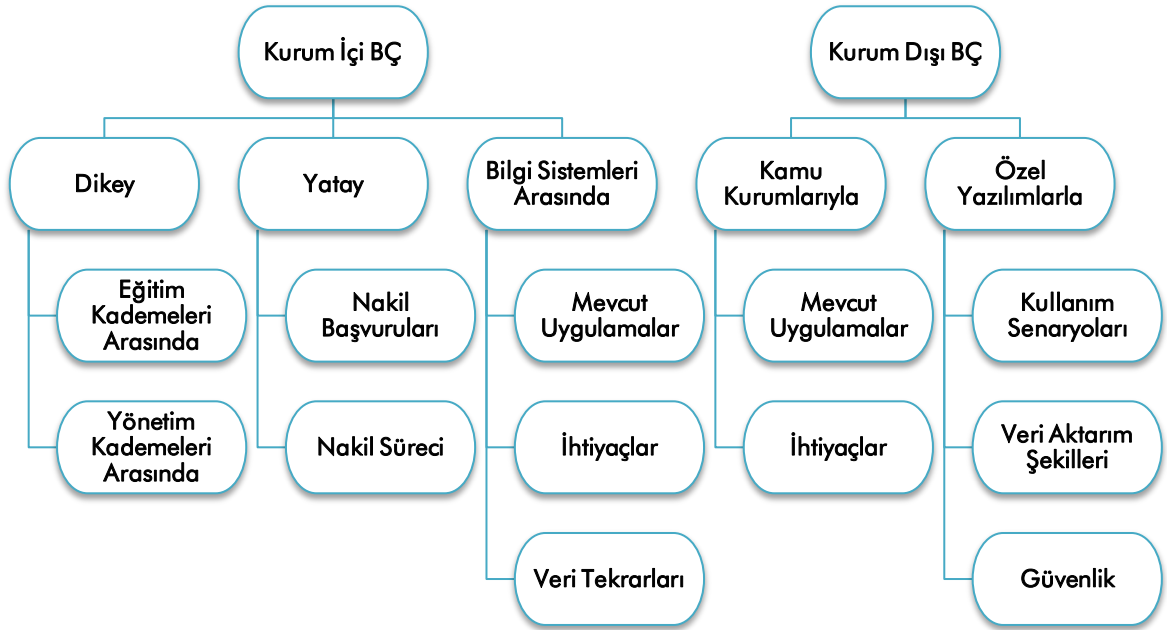 Kurum İçi BÇ
Kurum Dışı BÇ
Dikey
Yatay
Bilgi Sistemleri
Arasında
Kamu
Kurumlarıyla
Özel
Yazılımlarla
Eğitim
Kademeleri
Arasında
Nakil
Başvuruları
Mevcut
Uygulamalar
Mevcut
Uygulamalar
Kullanım
Senaryoları
Yönetim
Kademeleri
Arasında
Nakil Süreci
İhtiyaçlar
İhtiyaçlar
Veri Aktarım
Şekilleri
Veri Tekrarları
Güvenlik